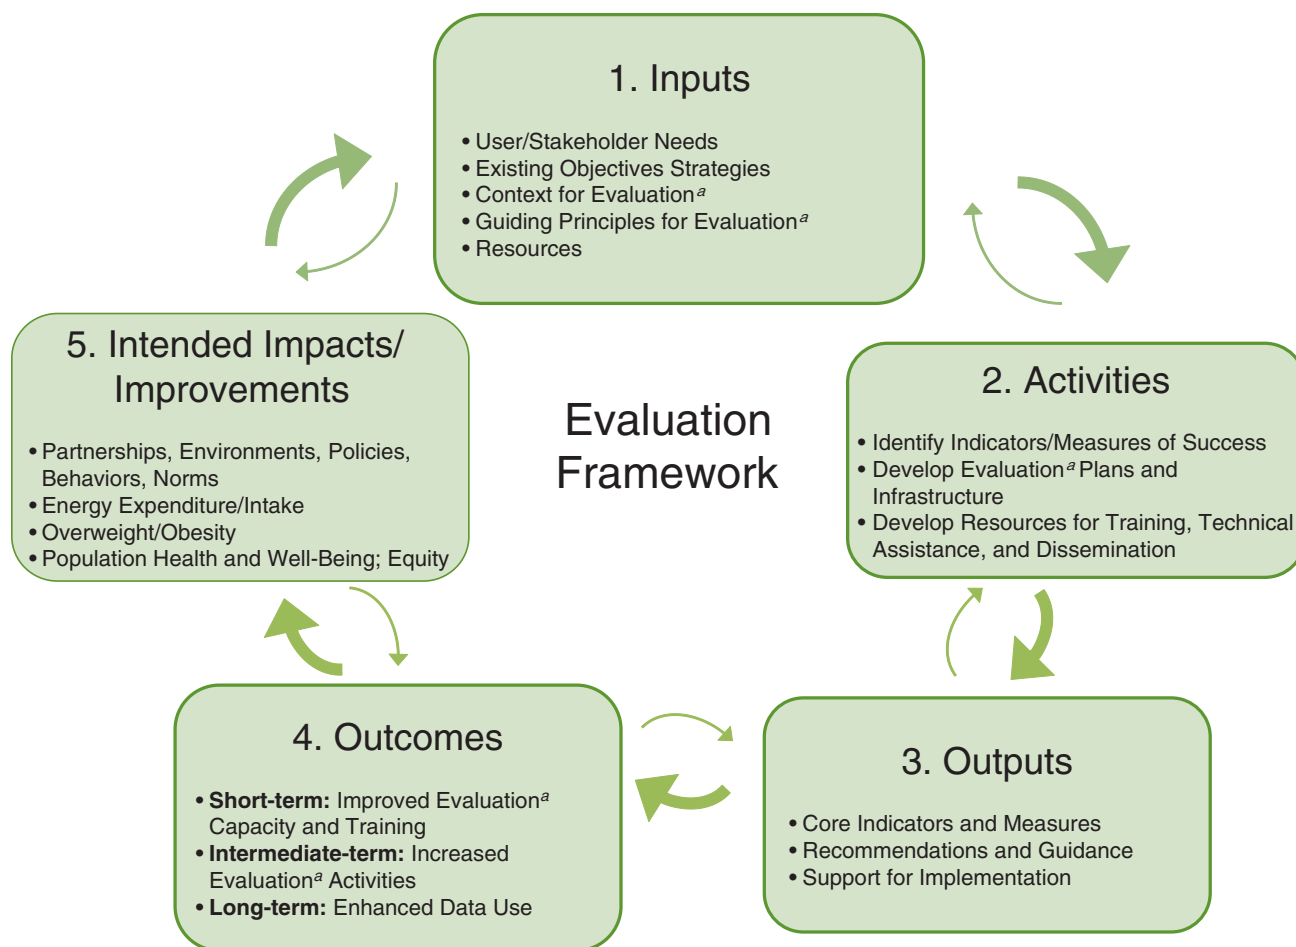 1. Inputs
• User/Stakeholder Needs
• Existing Objectives Strategies
• Context for Evaluationᵃ
• Guiding Principles for Evaluationᵃ
• Resources
2. Activities
• Identify Indicators/Measures of Success
• Develop Evaluationᵃ Plans and
Infrastructure
• Develop Resources for Training, Technical
Assistance, and Dissemination
3. Outputs
• Core Indicators and Measures
• Recommendations and Guidance
• Support for Implementation
4. Outcomes
• Short-term: Improved Evaluationᵃ
Capacity and Training
• Intermediate-term: Increased
Evaluationᵃ Activities
• Long-term: Enhanced Data Use
5. Intended Impacts/
Improvements
• Partnerships, Environments, Policies,
Behaviors, Norms
• Energy Expenditure/Intake
• Overweight/Obesity
• Population Health and Well-Being; Equity
Evaluation
Framework